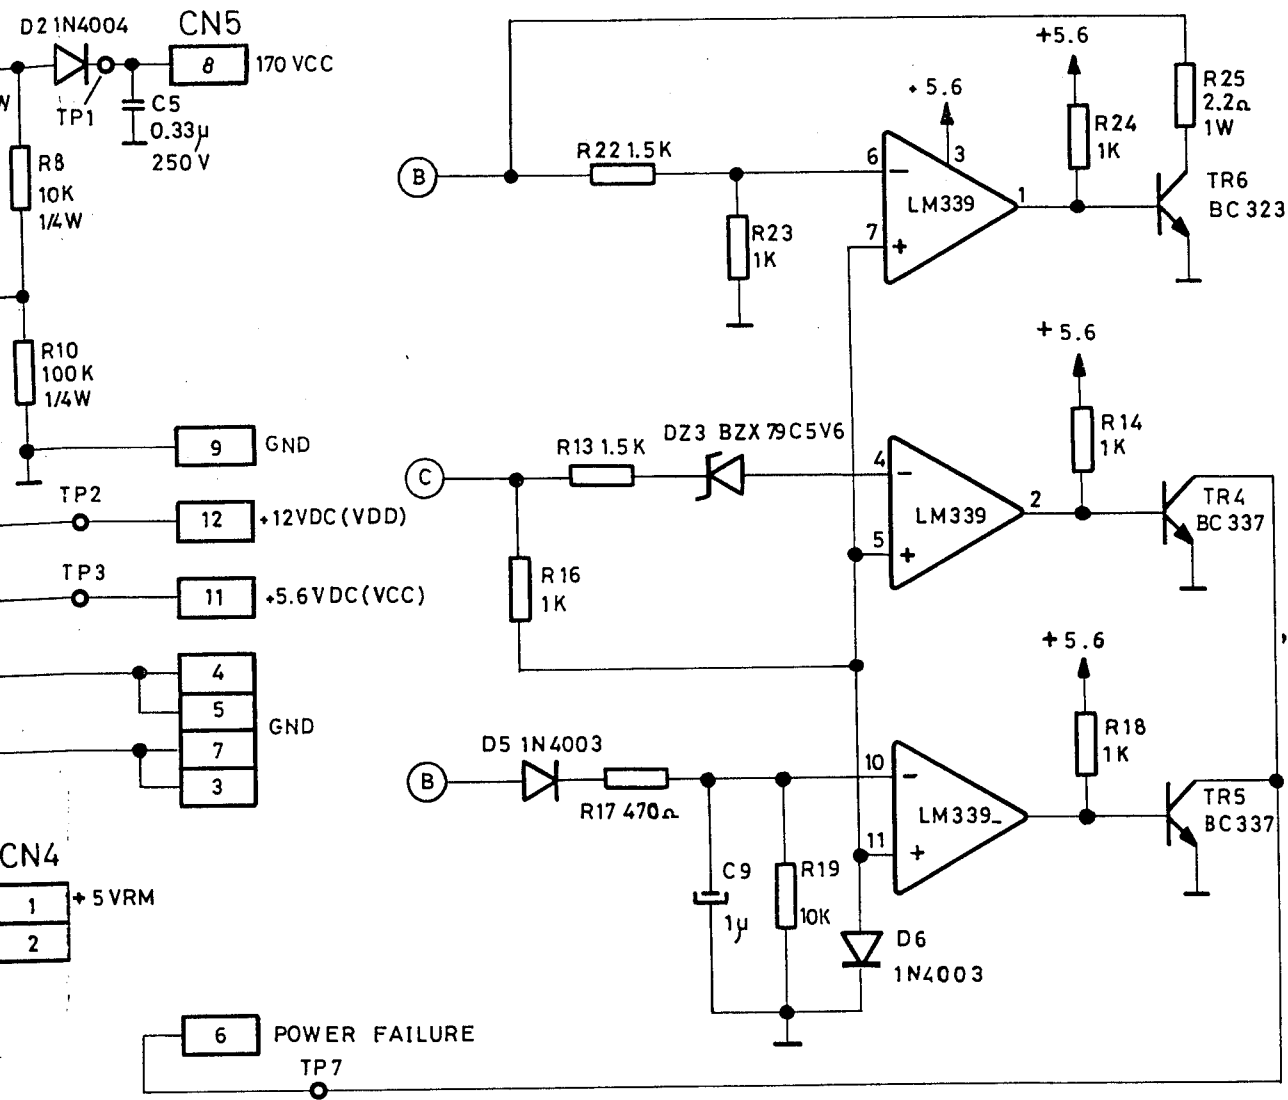 D2 1N4004
CN5
8
170 VCC
W
TP1
C5
0.33µ
250 V
R8
10K
1/4W
R10
100K
1/4W
9
GND
TP2
12
+12VDC (VDD)
TP3
11
+5.6VDC (VCC)
4
5
7
3
GND
CN4
1
+ 5 VRM
2
6
POWER FAILURE
TP7
B
R22 1.5K
R23
1K
6
-
7
+
LM339
+5.6
3
1
+5.6
R24
1K
R25
2.2Ω
1W
TR6
BC 323
C
R13 1.5K
DZ3 BZX79C5V6
R16
1K
4
-
5
+
LM339
2
+ 5.6
R14
1K
TR4
BC 337
B
D5 1N4003
R17 470Ω
C9
1µ
R19
10K
10
-
11
+
LM339
+ 5.6
R18
1K
TR5
BC337
D6
1N4003